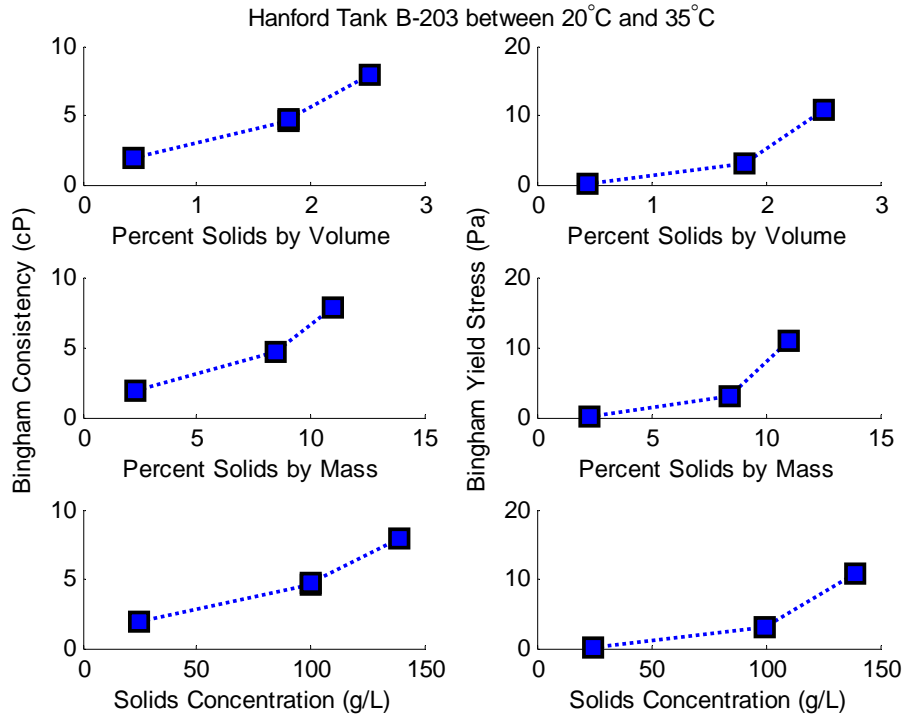 Hanford Tank B-203 between 20°C and 35°C
Bingham Consistency (cP)
10
5
0
0 1 2 3
Percent Solids by Volume
10
5
0
0 5 10 15
Percent Solids by Mass
10
5
0
0 50 100 150
Solids Concentration (g/L)
Bingham Yield Stress (Pa)
20
10
0
0 1 2 3
Percent Solids by Volume
20
10
0
0 5 10 15
Percent Solids by Mass
20
10
0
0 50 100 150
Solids Concentration (g/L)